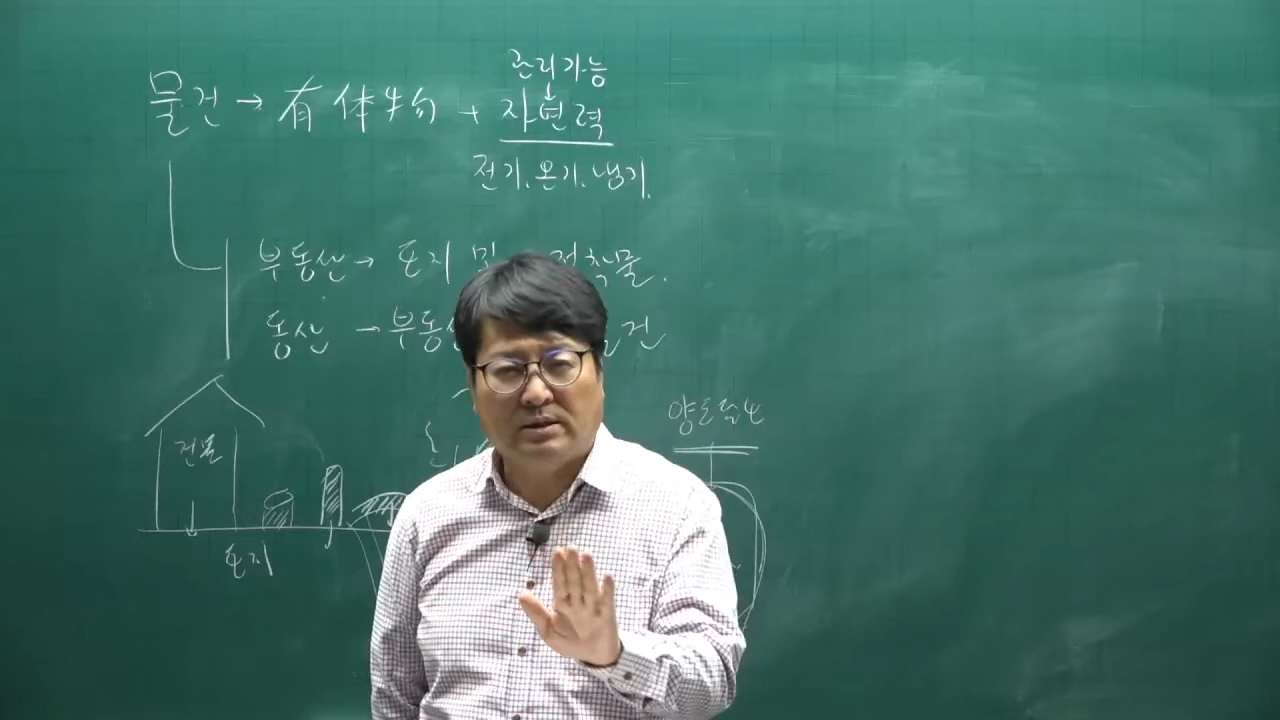 관리가능
물건 → 有体物 + 자연력
전기. 온기. 냉기.
부동산 → 토지 및 정착물.
동산 → 부동산 건
건물
양도담보
토지